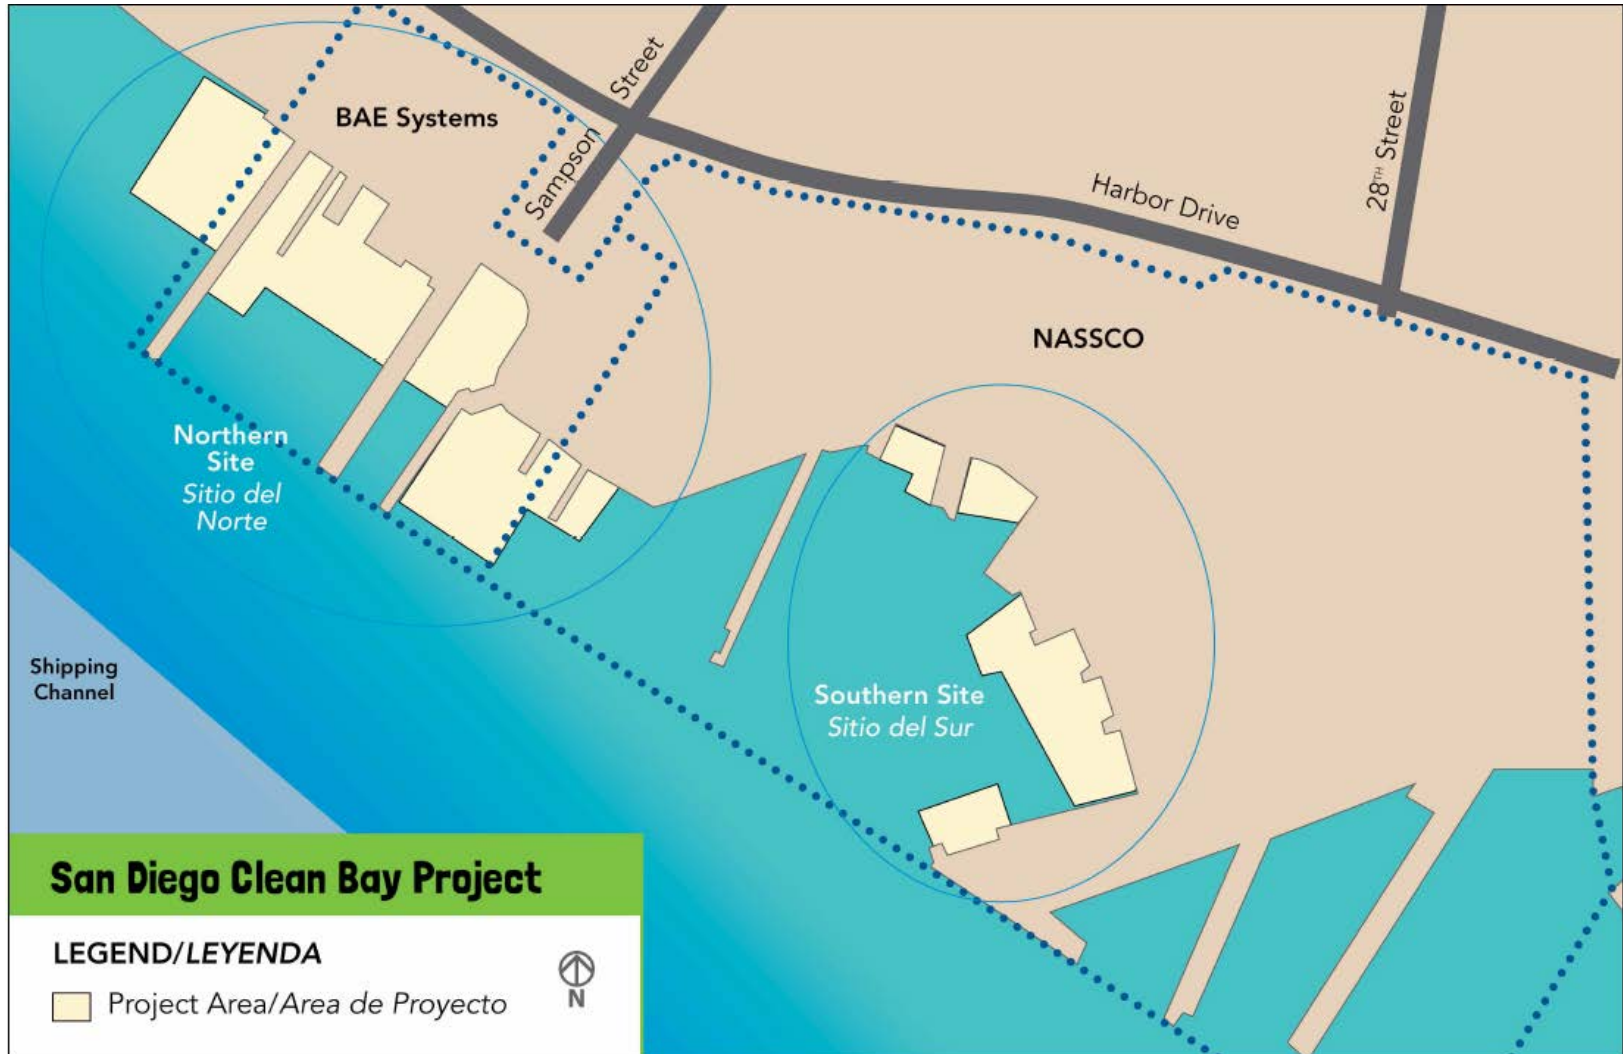 Street
Sampson
BAE Systems
28TH Street
Harbor Drive
NASSCO
Northern
Site
Sitio del
Norte
Shipping
Channel
Southern Site
Sitio del Sur
San Diego Clean Bay Project
LEGEND/LEYENDA
Project Area/Area de Proyecto
N